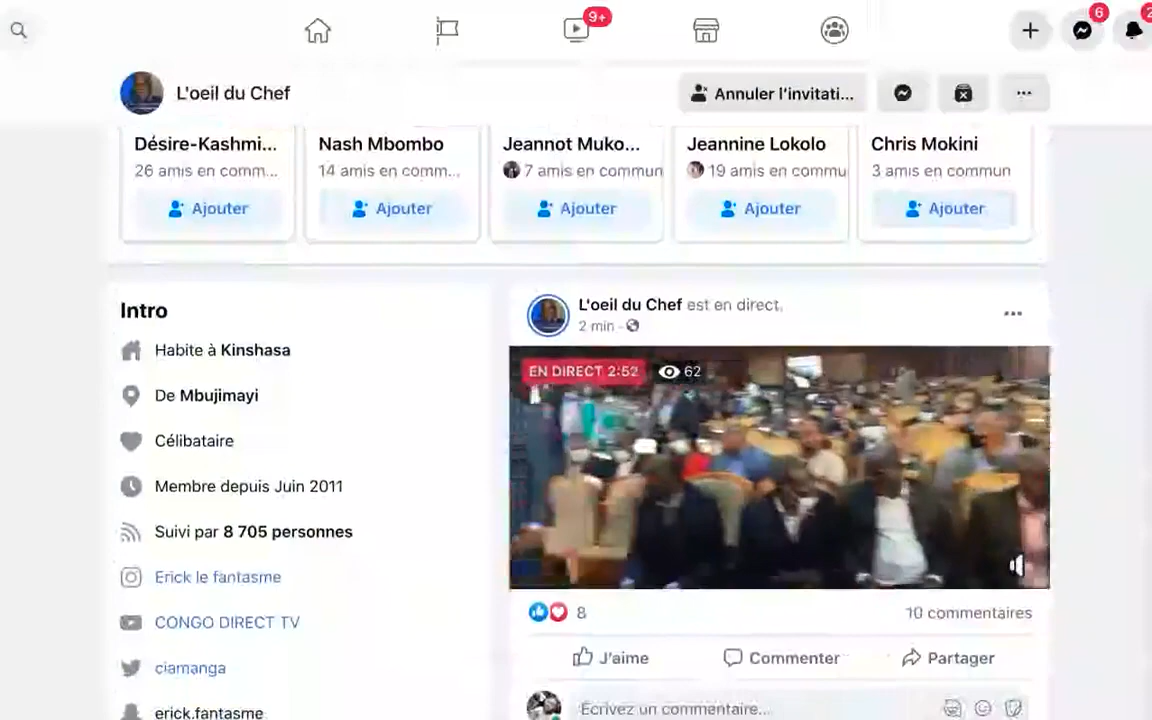 9+
6
2
L'oeil du Chef
Annuler l'invitati...
Désire-Kashmi...
Nash Mbombo
Jeannot Muko...
Jeannine Lokolo
Chris Mokini
26 amis en comm...
14 amis en comm...
7 amis en commun
19 amis en commu
3 amis en commun
Ajouter
Ajouter
Ajouter
Ajouter
Ajouter
Intro
Habite à Kinshasa
De Mbujimayi
Célibataire
Membre depuis Juin 2011
Suivi par 8 705 personnes
Erick le fantasme
CONGO DIRECT TV
ciamanga
erick.fantasme
L'oeil du Chef est en direct.
2 min
EN DIRECT 2:52
62
8
10 commentaires
J'aime
Commenter
Partager
Écrivez un commentaire...